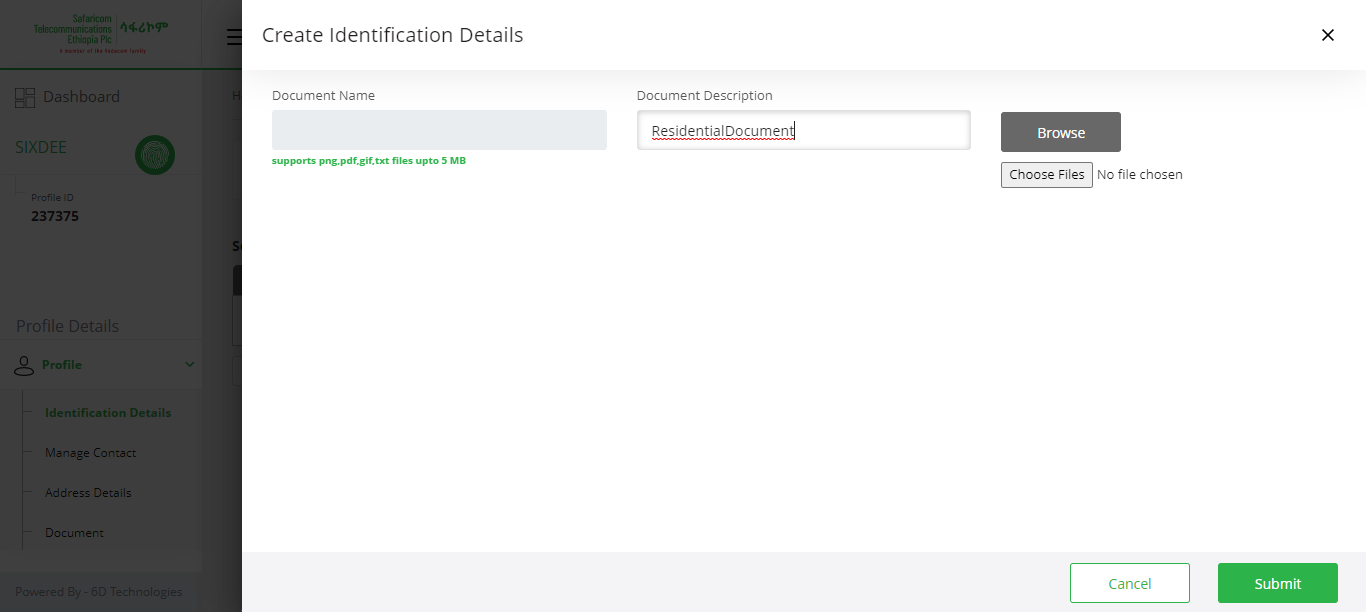 Safaricom
Telecommunications
Ethiopia Plc
ሳፋሪኮም
A member of the Vodacom family
Create Identification Details
Dashboard
H
Document Name
Document Description
ResidentialDocument
Browse
SIXDEE
supports png,pdf,gif,txt files upto 5 MB
Choose Files No file chosen
Profile ID
237375
Profile Details
Profile
Identification Details
Manage Contact
Address Details
Document
Powered By - 6D Technologies
Cancel
Submit